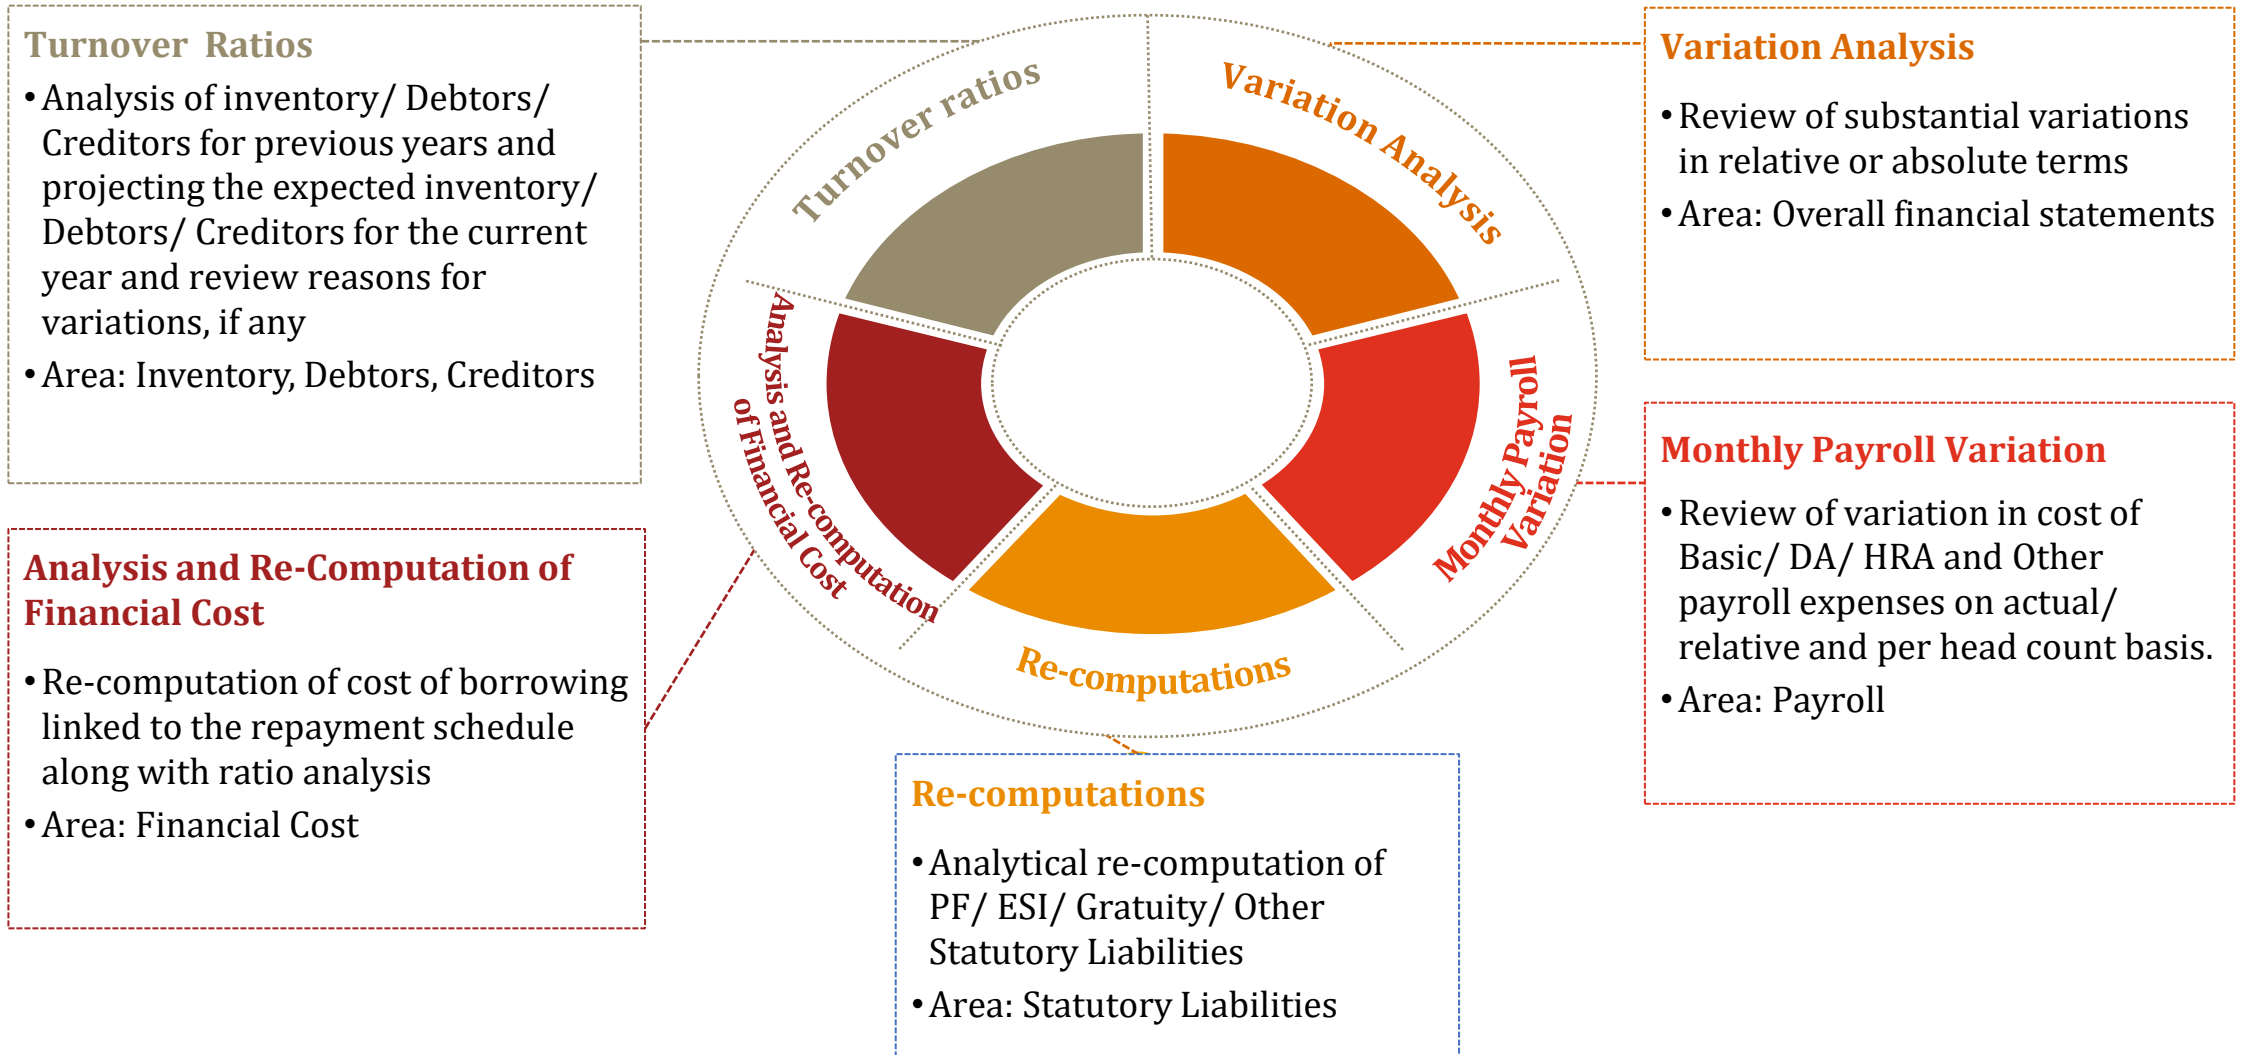 Turnover  Ratios
• Analysis of inventory/ Debtors/
Creditors for previous years and
projecting the expected inventory/
Debtors/ Creditors for the current
year and review reasons for
variations, if any
• Area: Inventory, Debtors, Creditors
Turnover ratios
Variation Analysis
Monthly Payroll
Variation
Re-computations
Analysis and Re-computation
of Financial Cost
Variation Analysis
• Review of substantial variations
in relative or absolute terms
• Area: Overall financial statements
Monthly Payroll Variation
• Review of variation in cost of
Basic/ DA/ HRA and Other
payroll expenses on actual/
relative and per head count basis.
• Area: Payroll
Analysis and Re-Computation of
Financial Cost
• Re-computation of cost of borrowing
linked to the repayment schedule
along with ratio analysis
• Area: Financial Cost
Re-computations
• Analytical re-computation of
PF/ ESI/ Gratuity/ Other
Statutory Liabilities
• Area: Statutory Liabilities